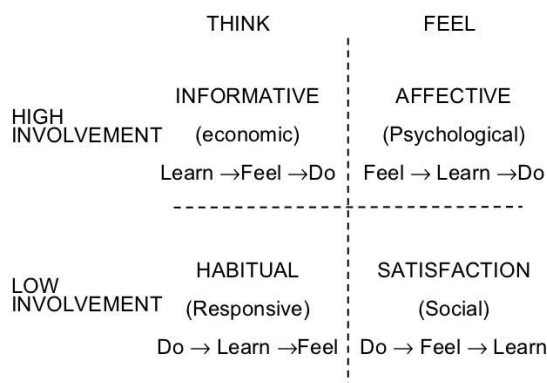 THINK FEEL
INFORMATIVE AFFECTIVE
HIGH
INVOLVEMENT
(economic) (Psychological)
Learn →Feel →Do Feel → Learn →Do
HABITUAL SATISFACTION
LOW
INVOLVEMENT
(Responsive) (Social)
Do → Learn →Feel Do → Feel → Learn